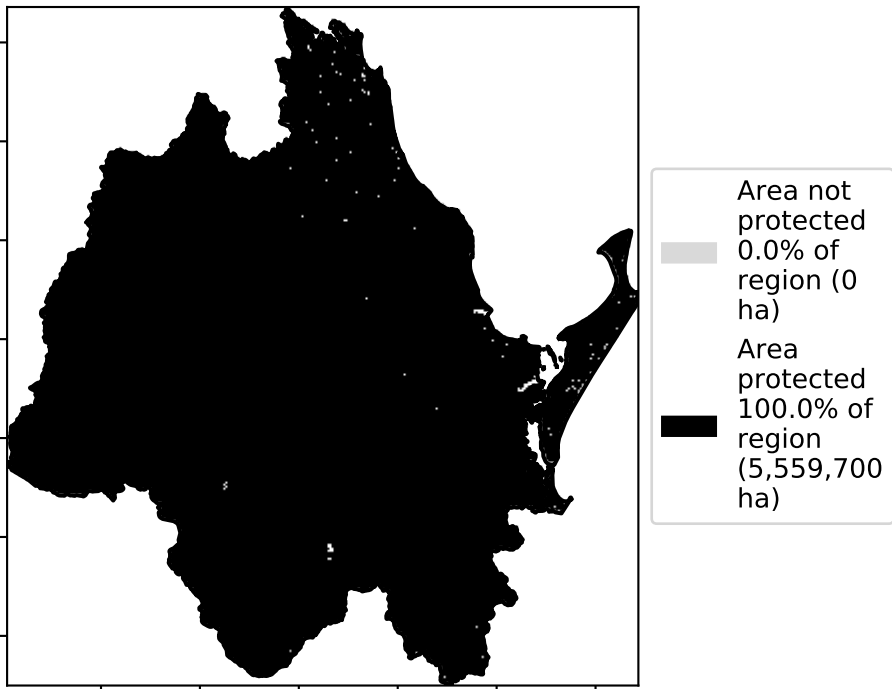 Area not
protected
0.0% of
region (0
ha)
Area
protected
100.0% of
region
(5,559,700
ha)